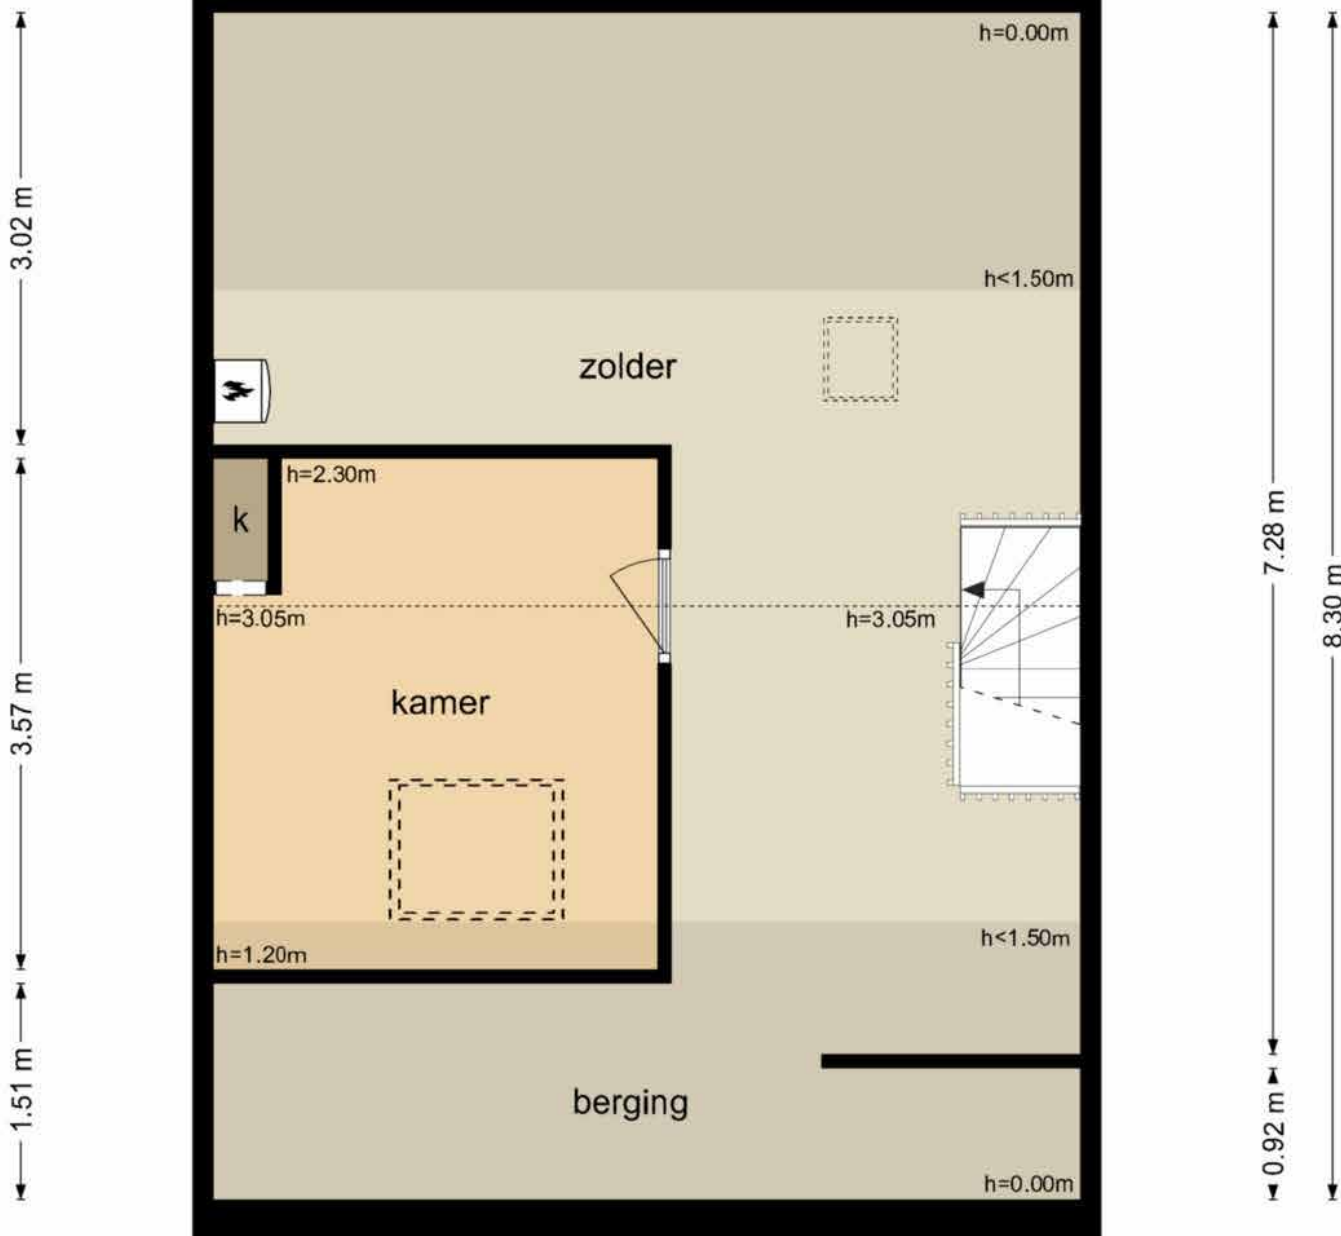 h=0.00m
3.02 m
h<1.50m
zolder
h=2.30m
k
7.28 m
8.30 m
h=3.05m
h=3.05m
3.57 m
kamer
h<1.50m
h=1.20m
1.51 m
berging
0.92 m
h=0.00m